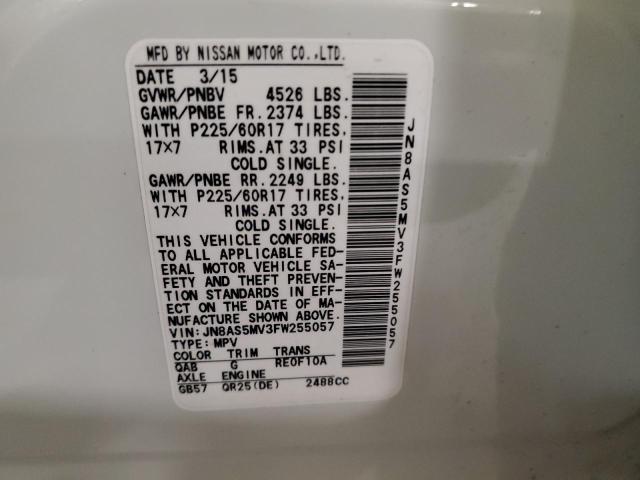 MFD BY NISSAN MOTOR CO.,LTD.
DATE 3/15
GVWR/PNBV 4526 LBS.
GAWR/PNBE FR. 2374 LBS.
WITH P225/60R17 TIRES,
17x7 RIMS.AT 33 PSI
COLD SINGLE.
GAWR/PNBE RR. 2249 LBS.
WITH P225/60R17 TIRES,
17x7 RIMS.AT 33 PSI
COLD SINGLE.
THIS VEHICLE CONFORMS
TO ALL APPLICABLE FED-
ERAL MOTOR VEHICLE SA-
FETY AND THEFT PREVEN-
TION STANDARDS IN EFF-
ECT ON THE DATE OF MA-
NUFACTURE SHOWN ABOVE.
VIN: JN8AS5MV3FW255057
TYPE: MPV
COLOR TRIM TRANS
QAB G RE0F10A
AXLE ENGINE
GB57 QR25(DE) 2488CC
JN8AS5MV3FW255057